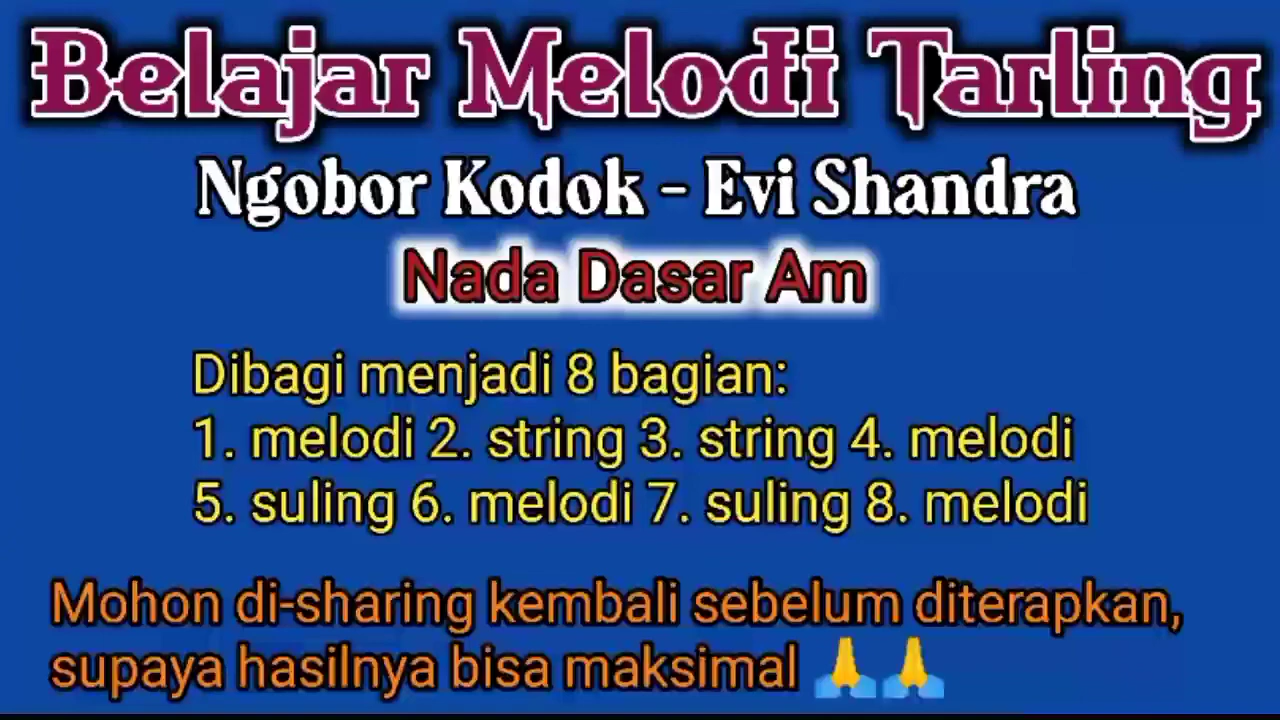 Belajar Melodi Tarling
Ngobor Kodok - Evi Shandra
Nada Dasar Am
Dibagi menjadi 8 bagian:
1. melodi 2. string 3. string 4. melodi
5. suling 6. melodi 7. suling 8. melodi
Mohon di-sharing kembali sebelum diterapkan,
supaya hasilnya bisa maksimal 🙏🙏